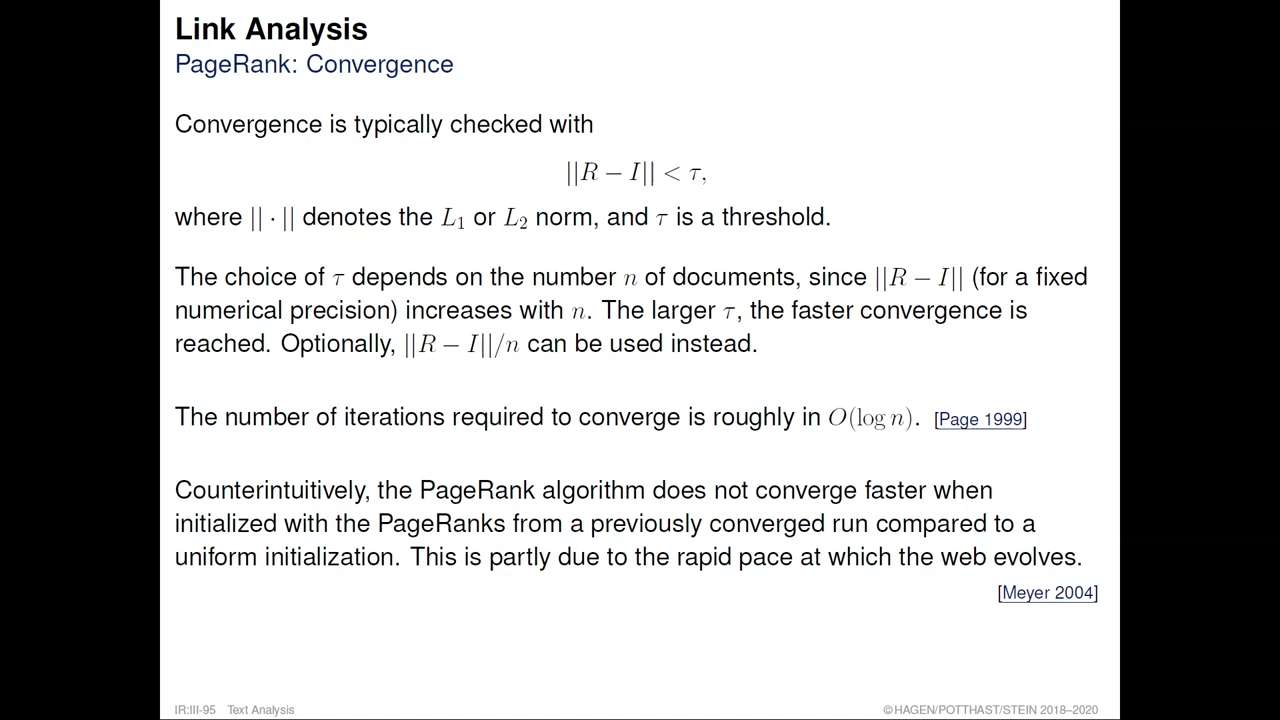 Link Analysis
PageRank: Convergence
Convergence is typically checked with
||R − I|| < τ,
where || · || denotes the L₁ or L₂ norm, and τ is a threshold.
The choice of τ depends on the number n of documents, since ||R − I|| (for a fixed
numerical precision) increases with n. The larger τ, the faster convergence is
reached. Optionally, ||R − I||/n can be used instead.
The number of iterations required to converge is roughly in O(log n). [Page 1999]
Counterintuitively, the PageRank algorithm does not converge faster when
initialized with the PageRanks from a previously converged run compared to a
uniform initialization. This is partly due to the rapid pace at which the web evolves.
[Meyer 2004]
IR:III-95 Text Analysis
©HAGEN/POTTHAST/STEIN 2018–2020